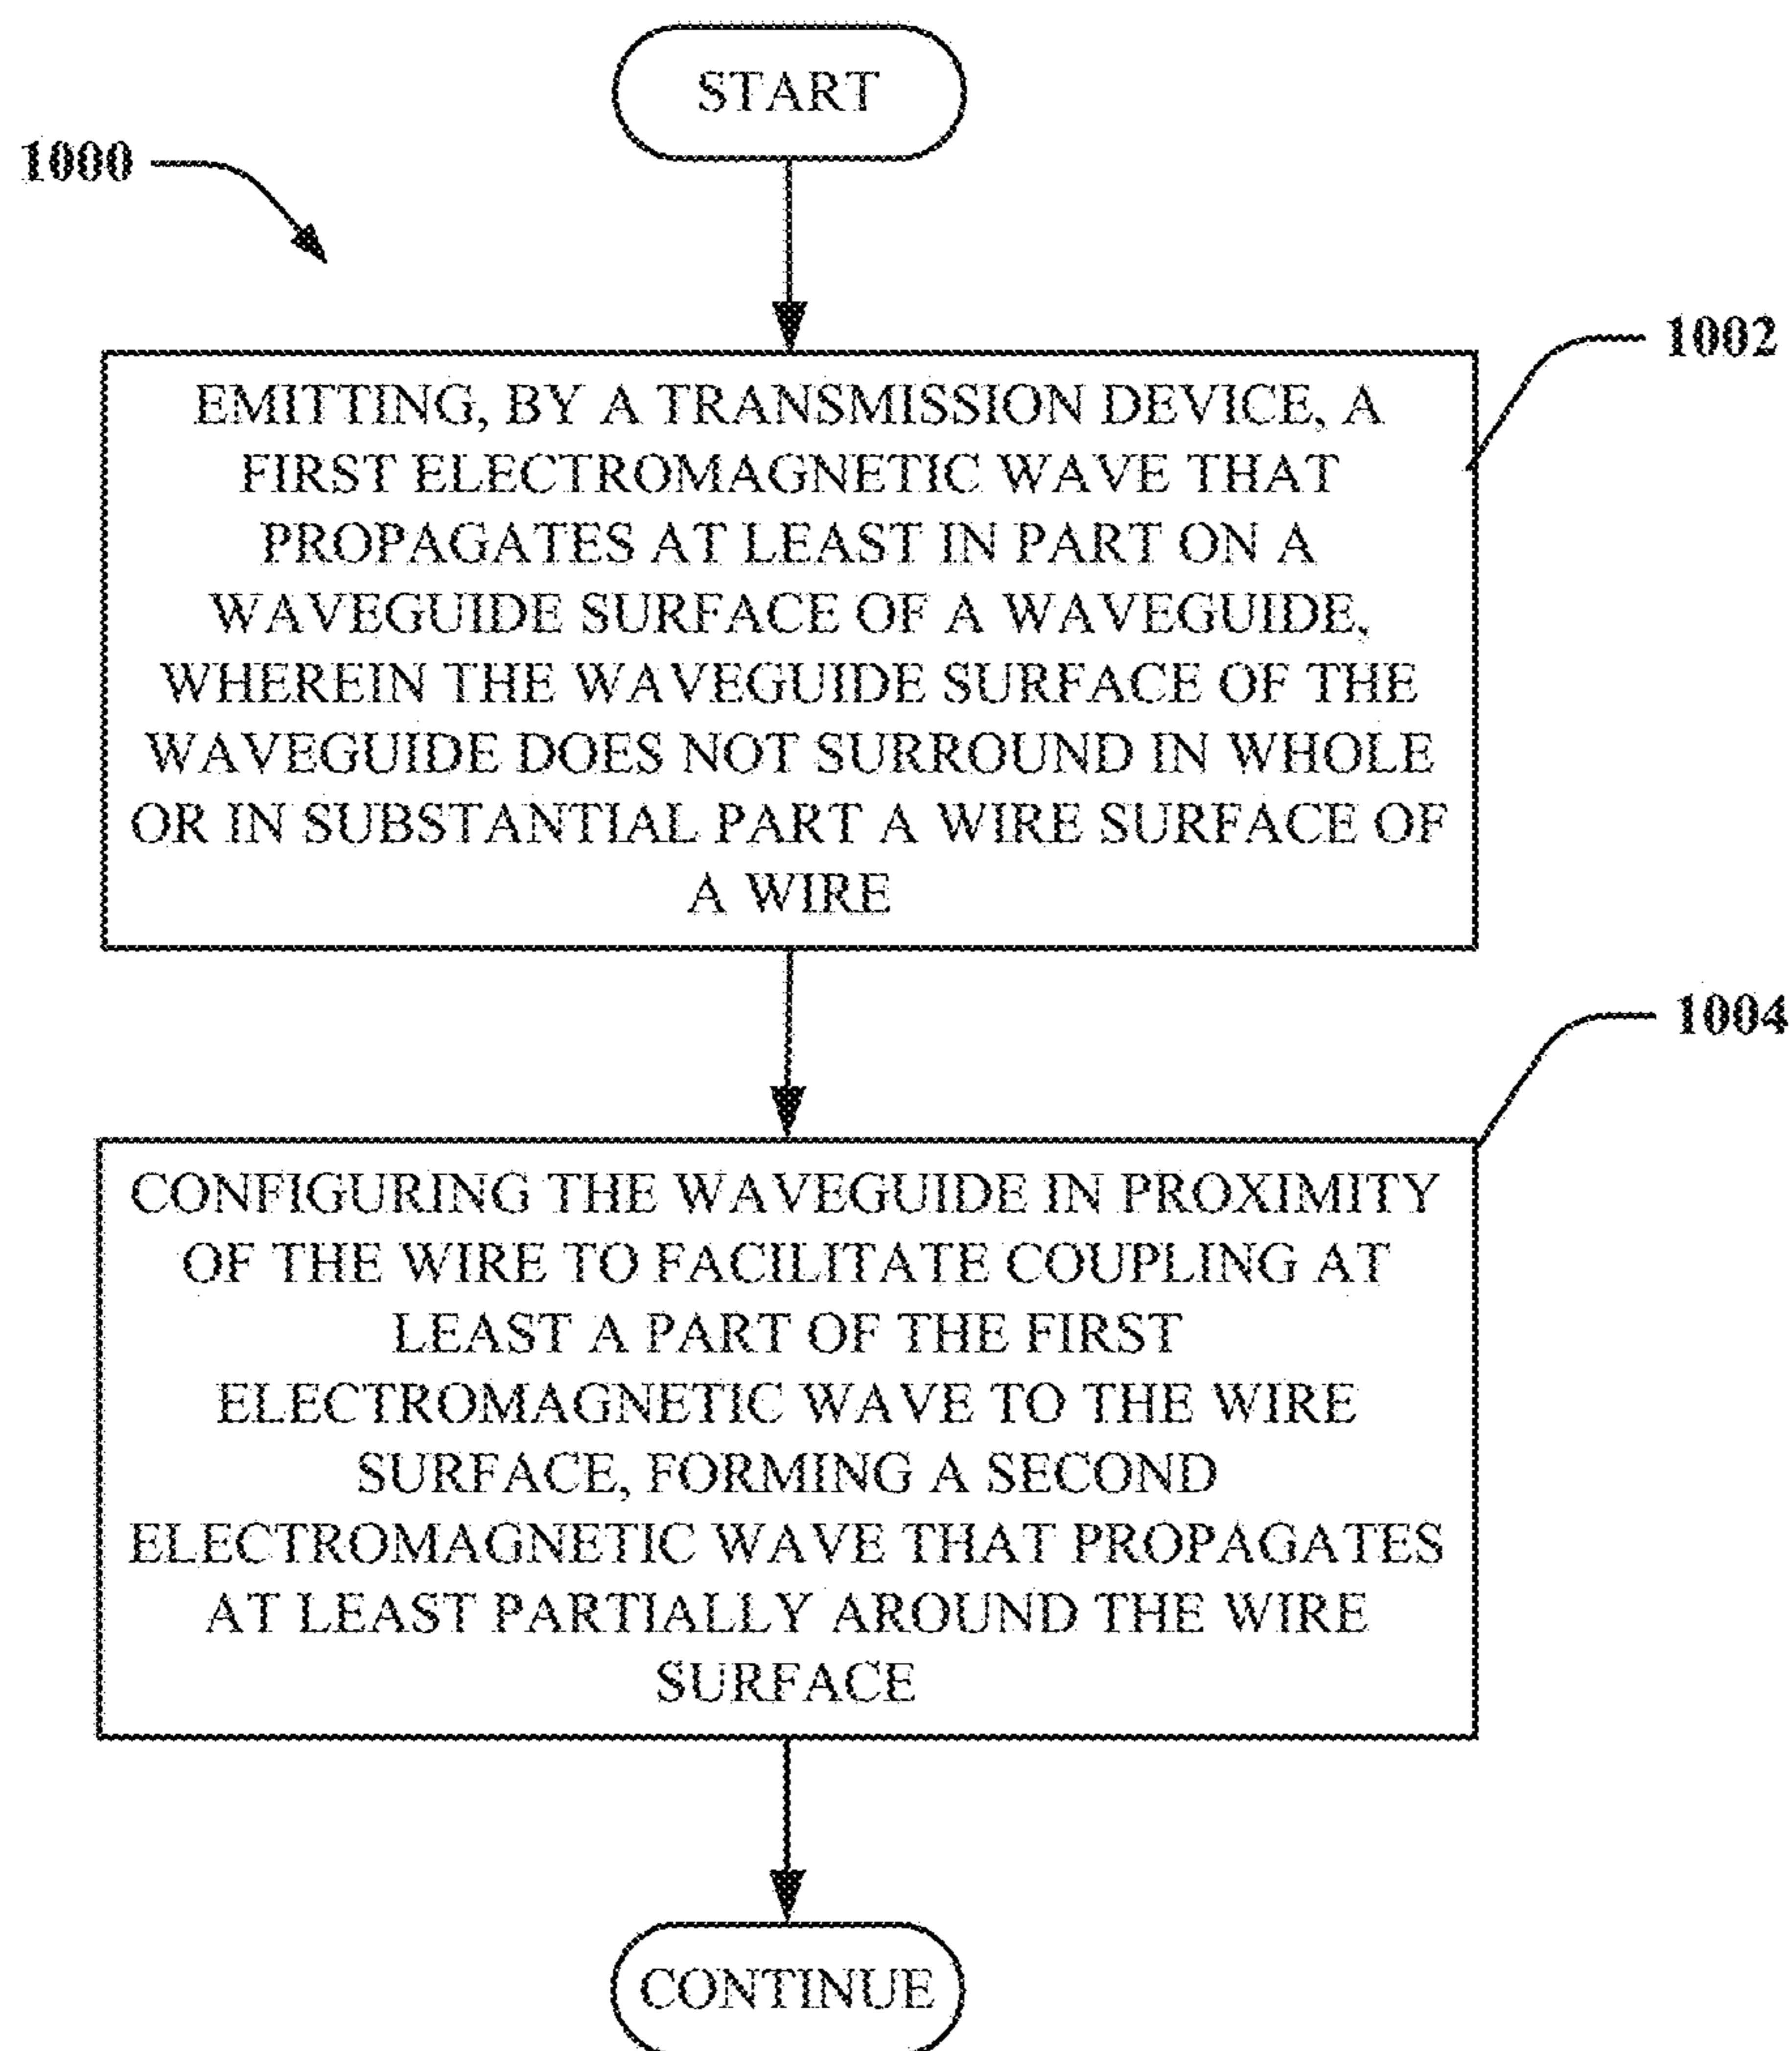 START
1000
1002
EMITTING, BY A TRANSMISSION DEVICE, A
FIRST ELECTROMAGNETIC WAVE THAT
PROPAGATES AT LEAST IN PART ON A
WAVEGUIDE SURFACE OF A WAVEGUIDE,
WHEREIN THE WAVEGUIDE SURFACE OF THE
WAVEGUIDE DOES NOT SURROUND IN WHOLE
OR IN SUBSTANTIAL PART A WIRE SURFACE OF
A WIRE
1004
CONFIGURING THE WAVEGUIDE IN PROXIMITY
OF THE WIRE TO FACILITATE COUPLING AT
LEAST A PART OF THE FIRST
ELECTROMAGNETIC WAVE TO THE WIRE
SURFACE, FORMING A SECOND
ELECTROMAGNETIC WAVE THAT PROPAGATES
AT LEAST PARTIALLY AROUND THE WIRE
SURFACE
CONTINUE